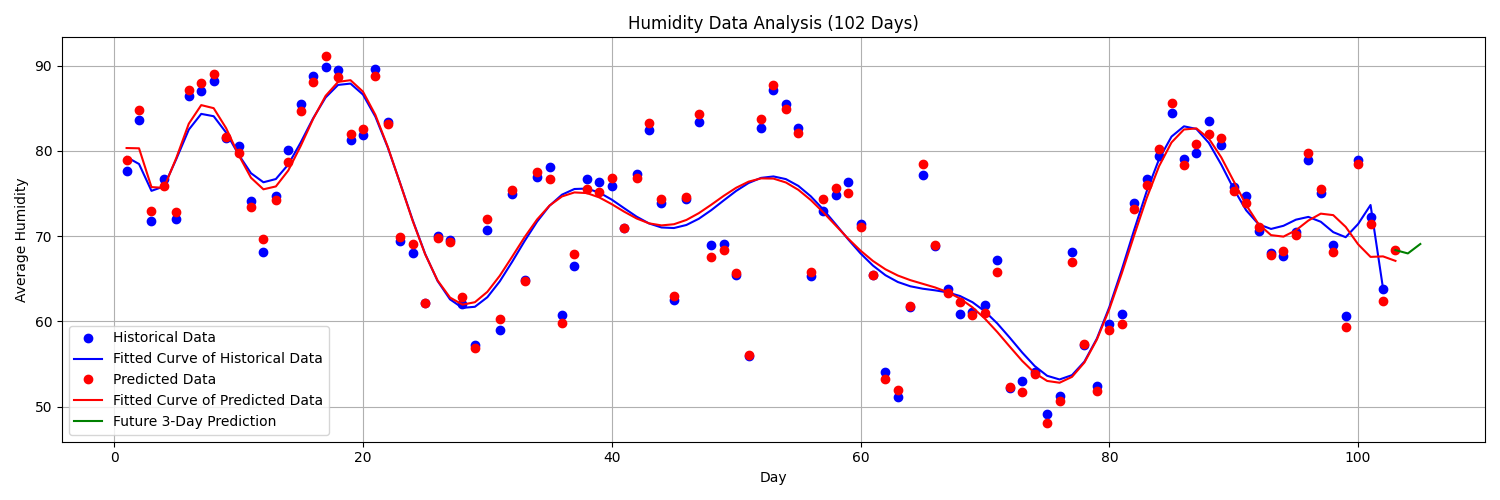 Humidity Data Analysis (102 Days)
Average Humidity
90
80
70
60
50
Historical Data
Fitted Curve of Historical Data
Predicted Data
Fitted Curve of Predicted Data
Future 3-Day Prediction
0
20
40
60
80
100
Day